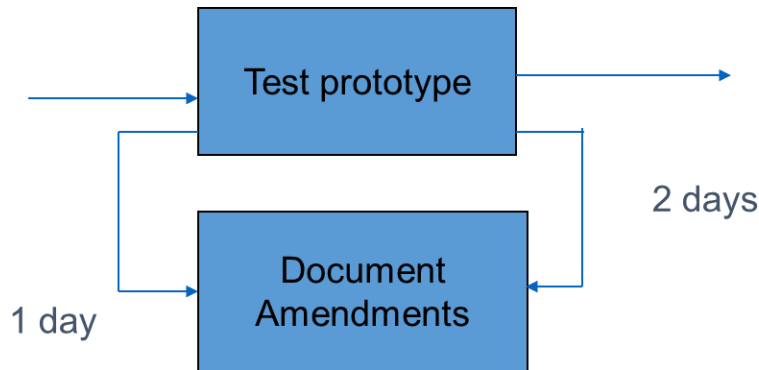 Test prototype
2 days
Document
Amendments
1 day